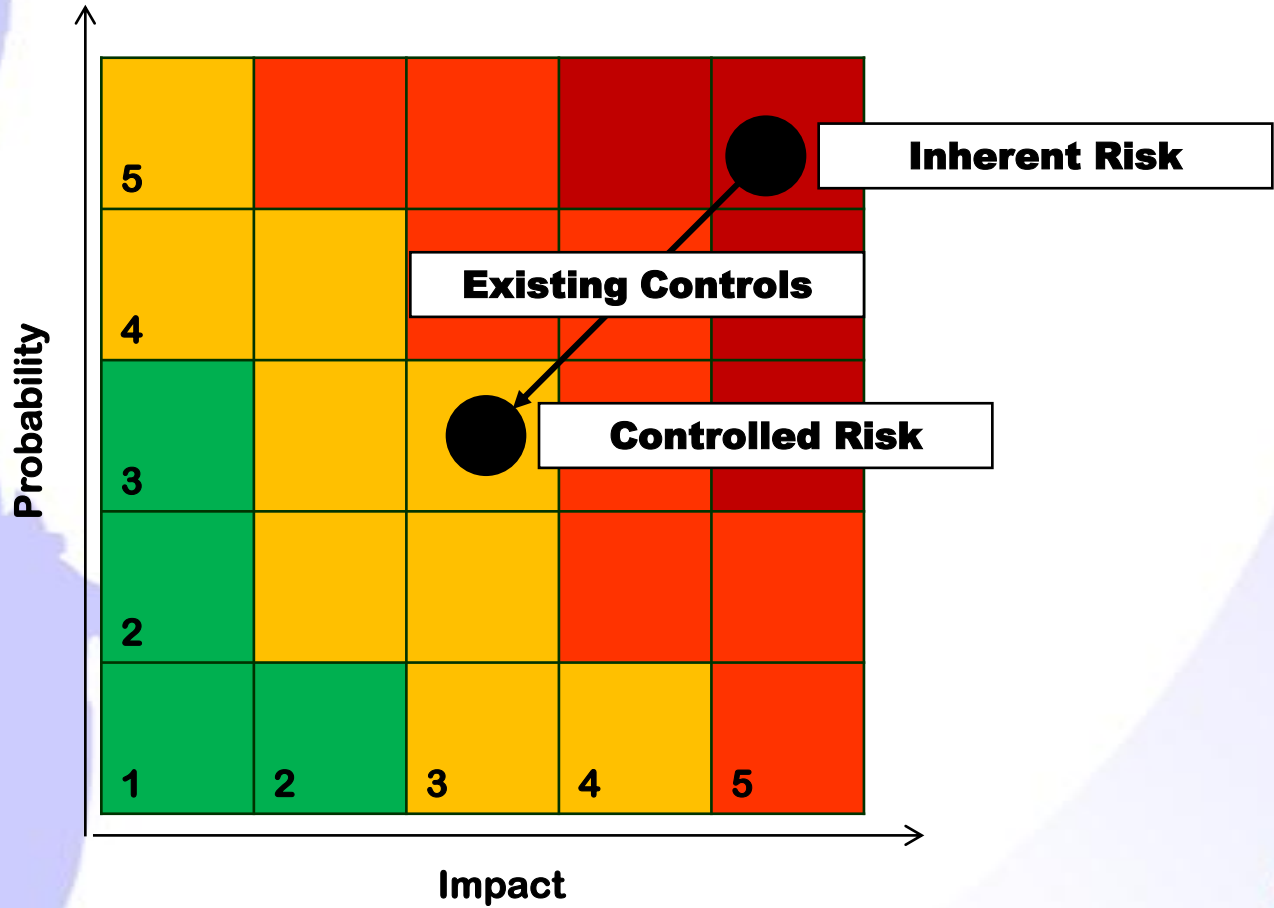 Inherent Risk
5
Existing Controls
4
Controlled Risk
3
2
1 2 3 4 5
Probability
Impact